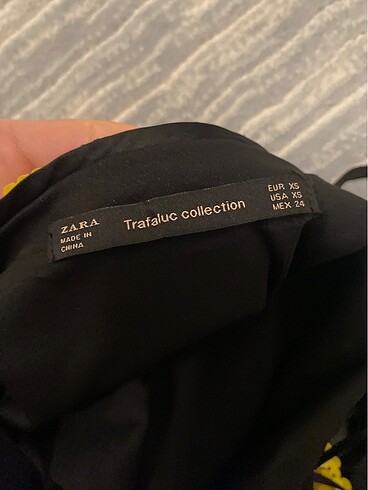 ZARA
MADE IN
CHINA
Trafaluc collection
EUR XS
USA XS
MEX 24